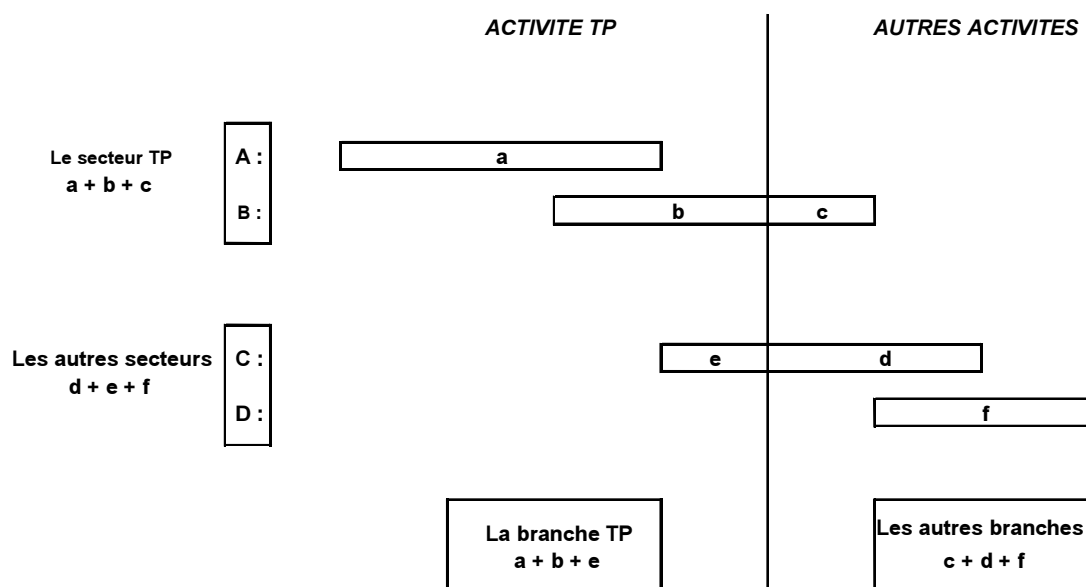 ACTIVITE TP
AUTRES ACTIVITES
Le secteur TP
a + b + c
A :
a
B :
b
c
Les autres secteurs
d + e + f
C :
e
d
D :
f
La branche TP
a + b + e
Les autres branches
c + d + f